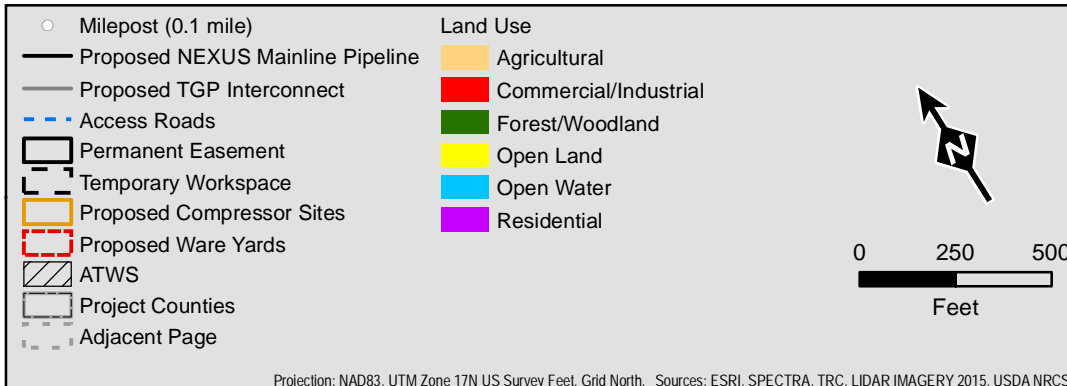 Milepost (0.1 mile)
Proposed NEXUS Mainline Pipeline
Proposed TGP Interconnect
Access Roads
Permanent Easement
Temporary Workspace
Proposed Compressor Sites
Proposed Ware Yards
ATWS
Project Counties
Adjacent Page
Land Use
Agricultural
Commercial/Industrial
Forest/Woodland
Open Land
Open Water
Residential
N
0 250 500
Feet
Projection: NAD83, UTM Zone 17N US Survey Feet, Grid North. Sources: ESRI, SPECTRA, TRC, LIDAR IMAGERY 2015, USDA NRCS